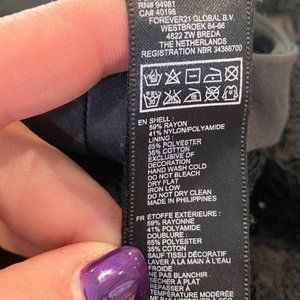 RN# 94981
CA# 40198
FOREVER21 GLOBAL B.V.
WESTBROEK 64-66
4822 ZW BREDA
THE NETHERLANDS
REGISTRATION NBR 34366700
EN SHELL :
59% RAYON
41% NYLON/POLYAMIDE
LINING :
65% POLYESTER
35% COTTON
EXCLUSIVE OF
DECORATION
HAND WASH COLD
DO NOT BLEACH
DRY FLAT
IRON LOW
DO NOT DRY CLEAN
MADE IN PHILIPPINES
FR ÉTOFFE EXTÉRIEURE :
59% RAYONNE
41% POLYAMIDE
DOUBLURE :
65% POLYESTER
35% COTON
SAUF TISSU DÉCORATIF
LAVER À LA MAIN À L'EAU
FROIDE
NE PAS BLANCHIR
SÉCHER À PLAT
REPASSAGE À
TEMPÉRATURE MODÉRÉE